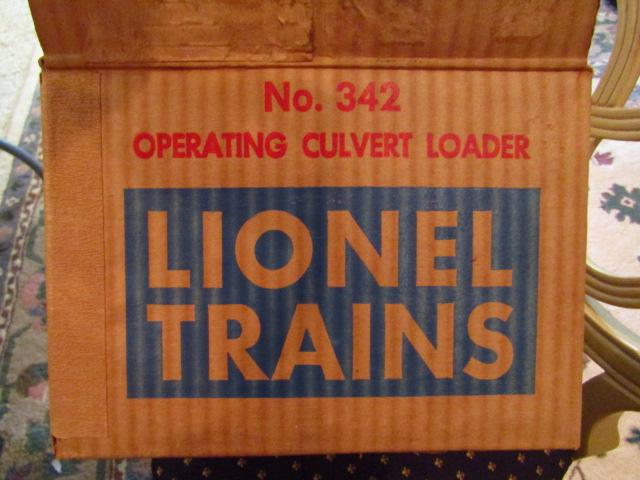 No. 342
OPERATING CULVERT LOADER
LIONEL
TRAINS